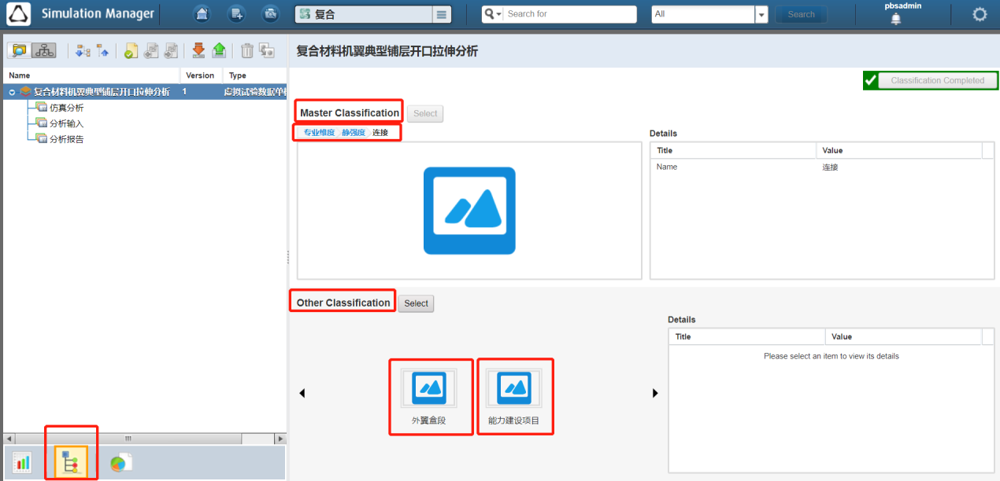 Simulation Manager
复合
Search for
All
Search
pbsadmin
Name Version Type
复合材料机翼典型铺层开口拉伸分析 1 虚拟试验数据单
仿真分析
分析输入
分析报告
复合材料机翼典型铺层开口拉伸分析
Classification Completed
Master Classification Select
专业维度 静强度 连接
Details
Title Value
Name 连接
Other Classification Select
外翼盒段
能力建设项目
Details
Title Value
Please select an item to view its details